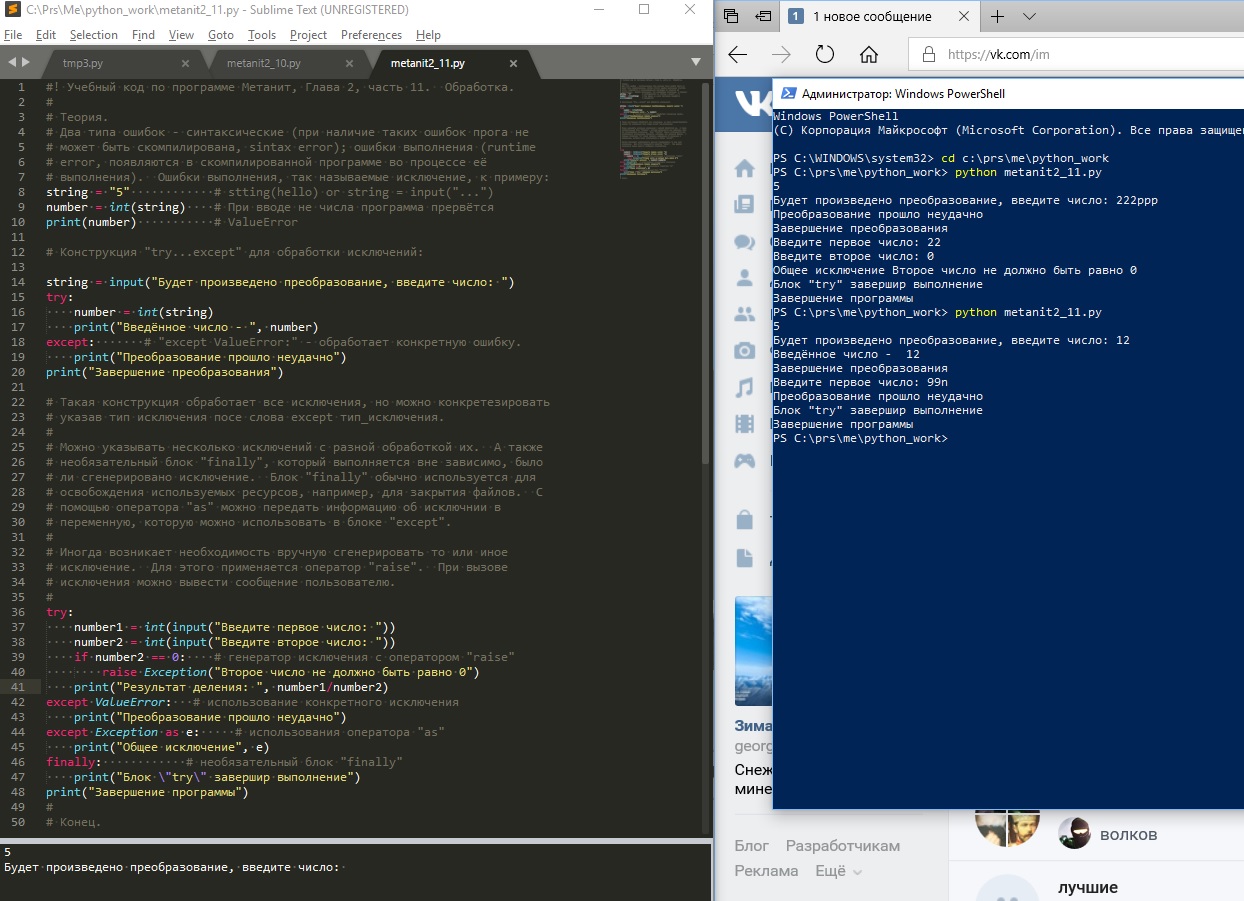 C:\Prs\Me\python_work\metanit2_11.py - Sublime Text (UNREGISTERED)
File Edit Selection Find View Goto Tools Project Preferences Help
tmp3.py metanit2_10.py metanit2_11.py
1 #! Учебный код по программе Метанит, Глава 2, часть 11. Обработка.
2 #
3 # Теория.
4 # Два типа ошибок - синтаксические (при наличие таких ошибок прога не
5 # может быть скомпилирована, sintax error); ошибки выполнения (runtime
6 # error, появляются в скомпилированной программе во процессе её
7 # выполнения). Ошибки выполнения, так называемые исключение, к примеру:
8 string = "5" # stting(hello) or string = input("...")
9 number = int(string) # При вводе не числа программа прервётся
10 print(number) # ValueError
11
12 # Конструкция "try...except" для обработки исключений:
13
14 string = input("Будет произведено преобразование, введите число: ")
15 try:
16 number = int(string)
17 print("Введённое число - ", number)
18 except: # "except ValueError:" - обработает конкретную ошибку.
19 print("Преобразование прошло неудачно")
20 print("Завершение преобразования")
21
22 # Такая конструкция обработает все исключения, но можно конкретезировать
23 # указав тип исключения посе слова except тип_исключения.
24 #
25 # Можно указывать несколько исключений с разной обработкой их. А также
26 # необязательный блок "finally", который выполняется вне зависимо, было
27 # ли сгенерировано исключение. Блок "finally" обычно используется для
28 # освобождения используемых ресурсов, например, для закрытия файлов. С
29 # помощью оператора "as" можно передать информацию об исключнии в
30 # переменную, которую можно использовать в блоке "except".
31 #
32 # Иногда возникает необходимость вручную сгенерировать то или иное
33 # исключение. Для этого применяется оператор "raise". При вызове
34 # исключения можно вывести сообщение пользователю.
35 #
36 try:
37 number1 = int(input("Введите первое число: "))
38 number2 = int(input("Введите второе число: "))
39 if number2 == 0: # генератор исключения с оператором "raise"
40 raise Exception("Второе число не должно быть равно 0")
41 print("Результат деления: ", number1/number2)
42 except ValueError: # использование конкретного исключения
43 print("Преобразование прошло неудачно")
44 except Exception as e: # использования оператора "as"
45 print("Общее исключение", e)
46 finally: # необязательный блок "finally"
47 print("Блок \"try\" завершир выполнение")
48 print("Завершение программы")
49 #
50 # Конец.
5
Будет произведено преобразование, введите число:
1 1 новое сообщение
https://vk.com/im
Администратор: Windows PowerShell
Windows PowerShell
(C) Корпорация Майкрософт (Microsoft Corporation). Все права защище
PS C:\WINDOWS\system32> cd c:\prs\me\python_work
PS C:\prs\me\python_work> python metanit2_11.py
5
Будет произведено преобразование, введите число: 222ppp
Преобразование прошло неудачно
Завершение преобразования
Введите первое число: 22
Введите второе число: 0
Общее исключение Второе число не должно быть равно 0
Блок "try" завершир выполнение
Завершение программы
PS C:\prs\me\python_work> python metanit2_11.py
5
Будет произведено преобразование, введите число: 12
Введённое число -  12
Завершение преобразования
Введите первое число: 99n
Преобразование прошло неудачно
Блок "try" завершир выполнение
Завершение программы
PS C:\prs\me\python_work>
Зима
georg
Снеж
мине
Блог Разработчикам
Реклама Ещё
волков
лучшие